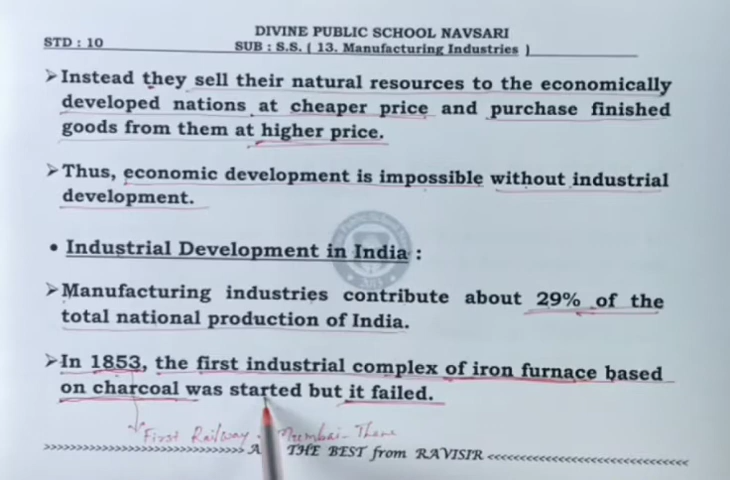 DIVINE PUBLIC SCHOOL NAVSARI
STD : 10
SUB : S.S. ( 13. Manufacturing Industries )
➢ Instead they sell their natural resources to the economically
developed nations at cheaper price and purchase finished
goods from them at higher price.
➢ Thus, economic development is impossible without industrial
development.
• Industrial Development in India :
➢ Manufacturing industries contribute about 29% of the
total national production of India.
➢ In 1853, the first industrial complex of iron furnace based
on charcoal was started but it failed.
First Railway - Mumbai - Thane
>>>>>>>>>>>>>>>>>>>>>>>>>>>>>>>> A THE BEST from RAVISIR <<<<<<<<<<<<<<<<<<<<<<<<<<<<<<<<